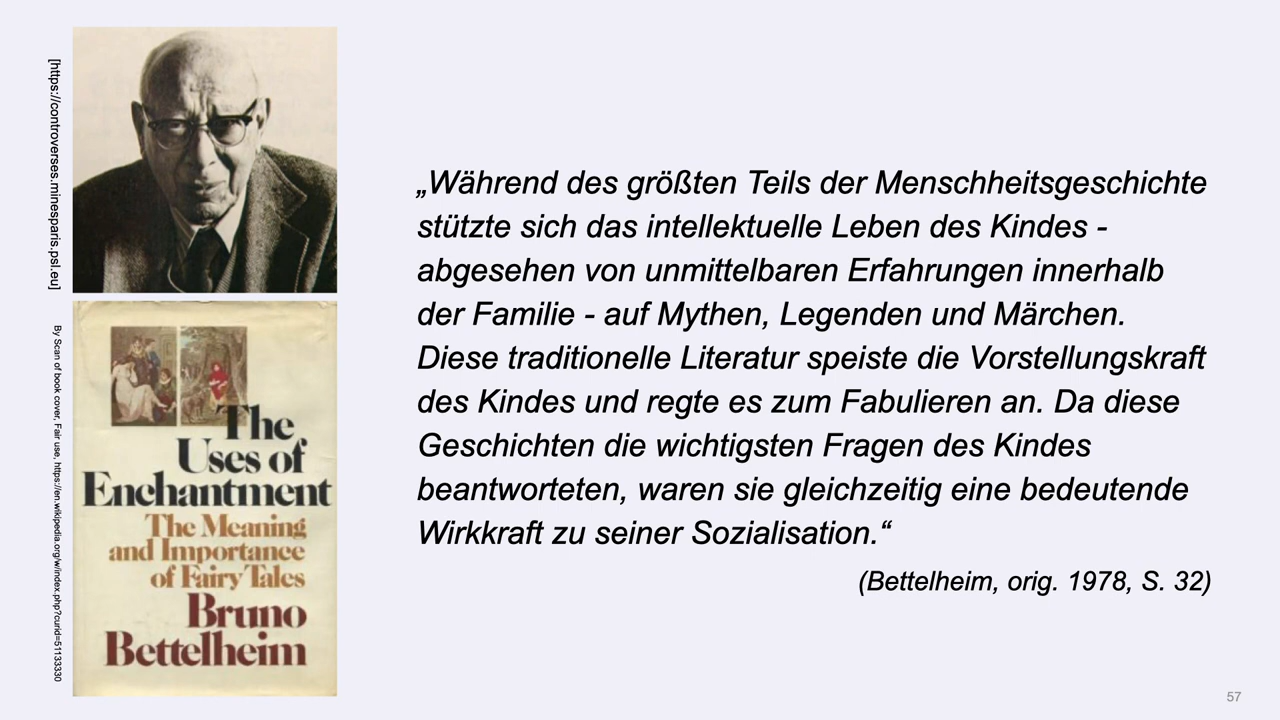 [https://controverses.minesparis.psl.eu]
By Scan of book cover, Fair use, https://en.wikipedia.org/w/index.php?curid=51133330
The
Uses of
Enchantment
The Meaning
and Importance
of Fairy Tales
Bruno
Bettelheim
„Während des größten Teils der Menschheitsgeschichte
stützte sich das intellektuelle Leben des Kindes -
abgesehen von unmittelbaren Erfahrungen innerhalb
der Familie - auf Mythen, Legenden und Märchen.
Diese traditionelle Literatur speiste die Vorstellungskraft
des Kindes und regte es zum Fabulieren an. Da diese
Geschichten die wichtigsten Fragen des Kindes
beantworteten, waren sie gleichzeitig eine bedeutende
Wirkkraft zu seiner Sozialisation.“
(Bettelheim, orig. 1978, S. 32)
57